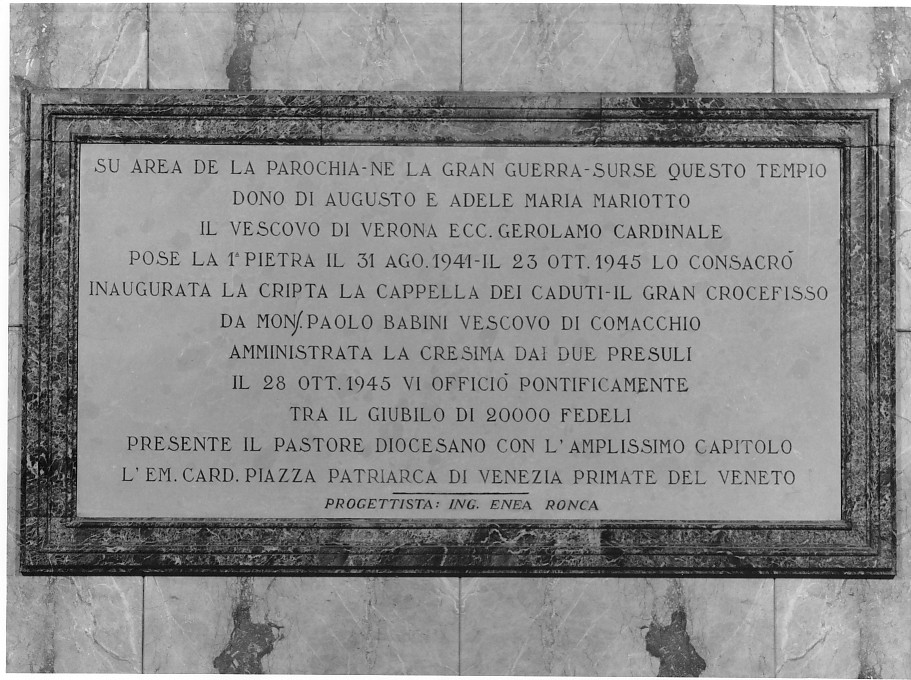 SU AREA DE LA PAROCHIA-NE LA GRAN GUERRA-SURSE QUESTO TEMPIO
DONO DI AUGUSTO E ADELE MARIA MARIOTTO
IL VESCOVO DI VERONA ECC. GEROLAMO CARDINALE
POSE LA 1ª PIETRA IL 31 AGO. 1941-IL 23 OTT. 1945 LO CONSACRÒ
INAUGURATA LA CRIPTA LA CAPPELLA DEI CADUTI-IL GRAN CROCEFISSO
DA MONS. PAOLO BABINI VESCOVO DI COMACCHIO
AMMINISTRATA LA CRESIMA DAI DUE PRESULI
IL 28 OTT. 1945 VI OFFICIÒ PONTIFICAMENTE
TRA IL GIUBILO DI 20000 FEDELI
PRESENTE IL PASTORE DIOCESANO CON L' AMPLISSIMO CAPITOLO
L' EM. CARD. PIAZZA PATRIARCA DI VENEZIA PRIMATE DEL VENETO
PROGETTISTA: ING. ENEA RONCA